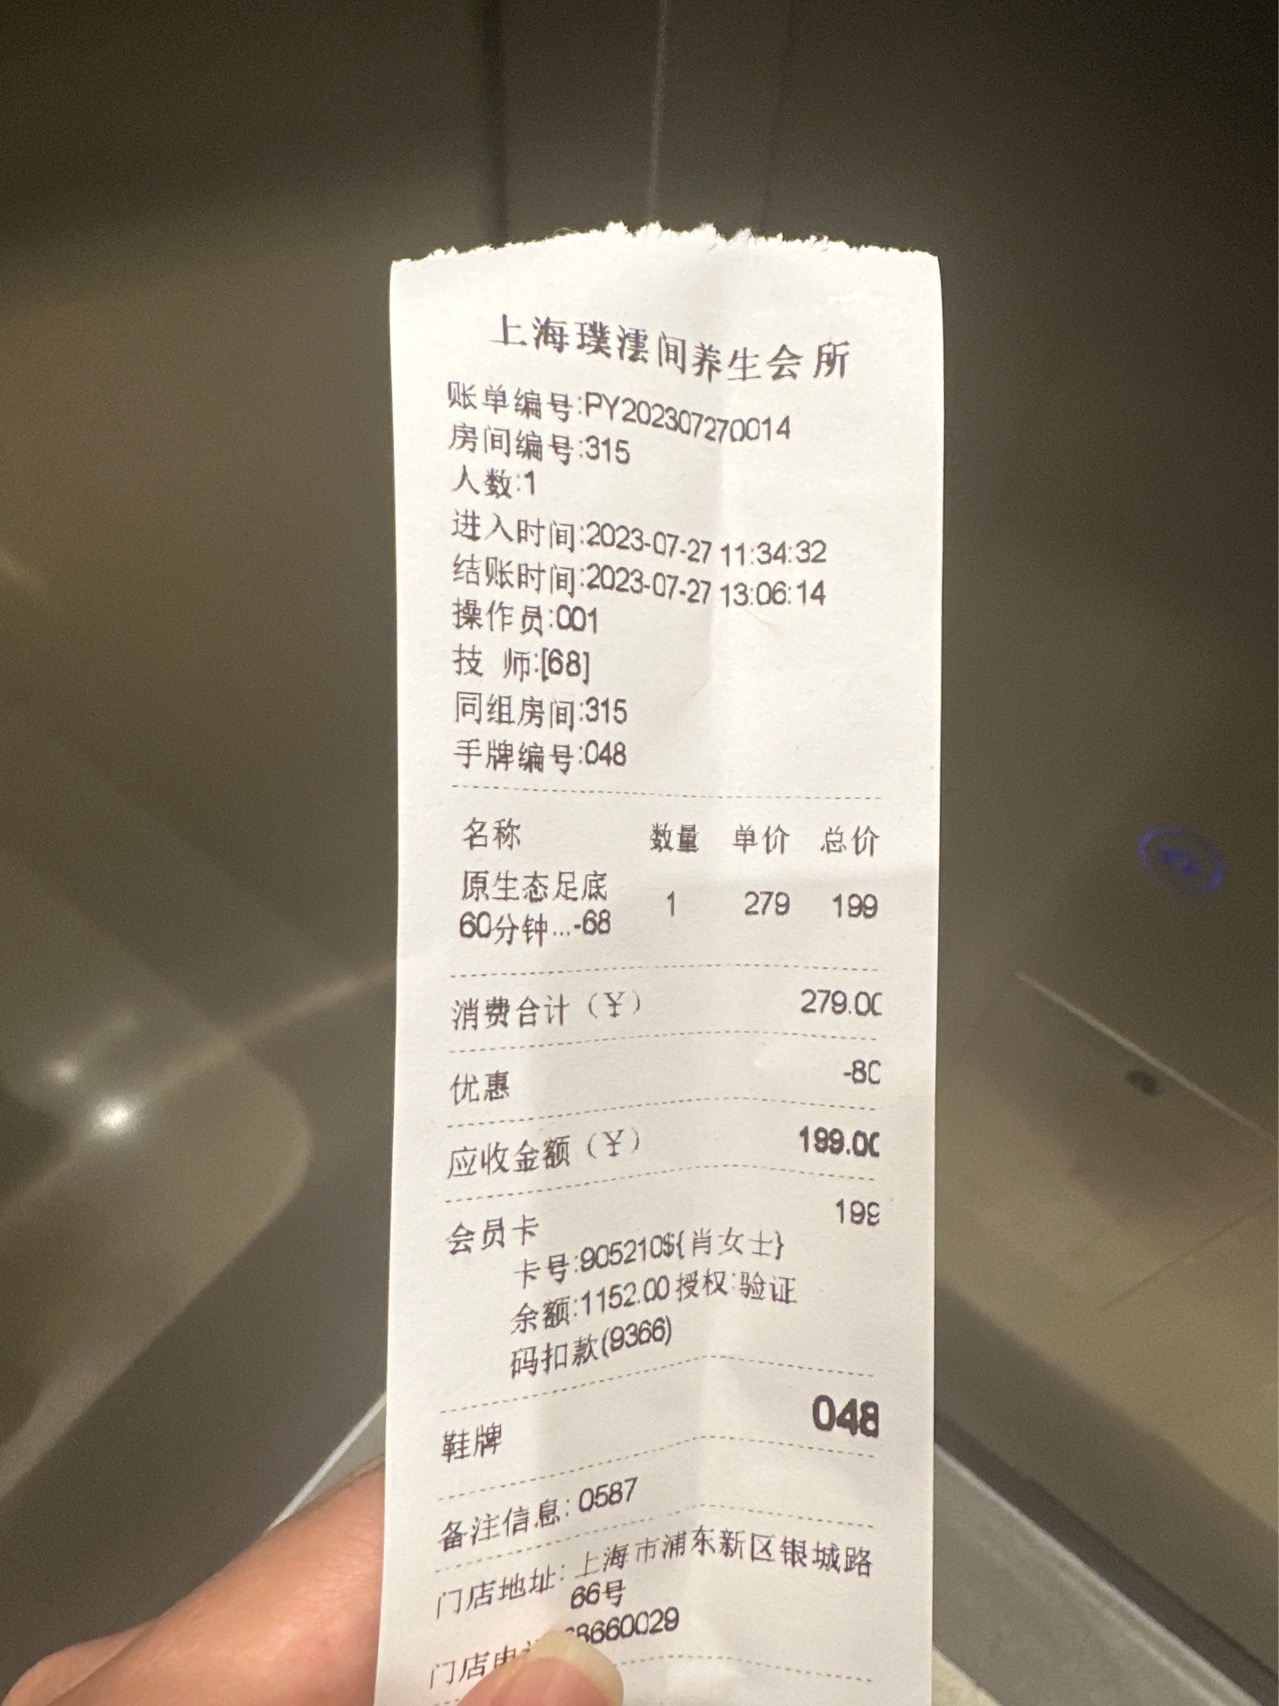 上海璞澐间养生会所
账单编号:PY202307270014
房间编号:315
人数:1
进入时间:2023-07-27 11:34:32
结账时间:2023-07-27 13:06:14
操作员:001
技 师:[68]
同组房间:315
手牌编号:048
名称 数量 单价 总价
原生态足底
60分钟...-68 1 279 199
消费合计（￥） 279.00
优惠 -80
应收金额（￥） 199.00
会员卡 199
卡号:905210${肖女士}
余额:1152.00 授权:验证
码扣款(9366)
鞋牌 048
备注信息: 0587
门店地址: 上海市浦东新区银城路
66号
门店电 8660029